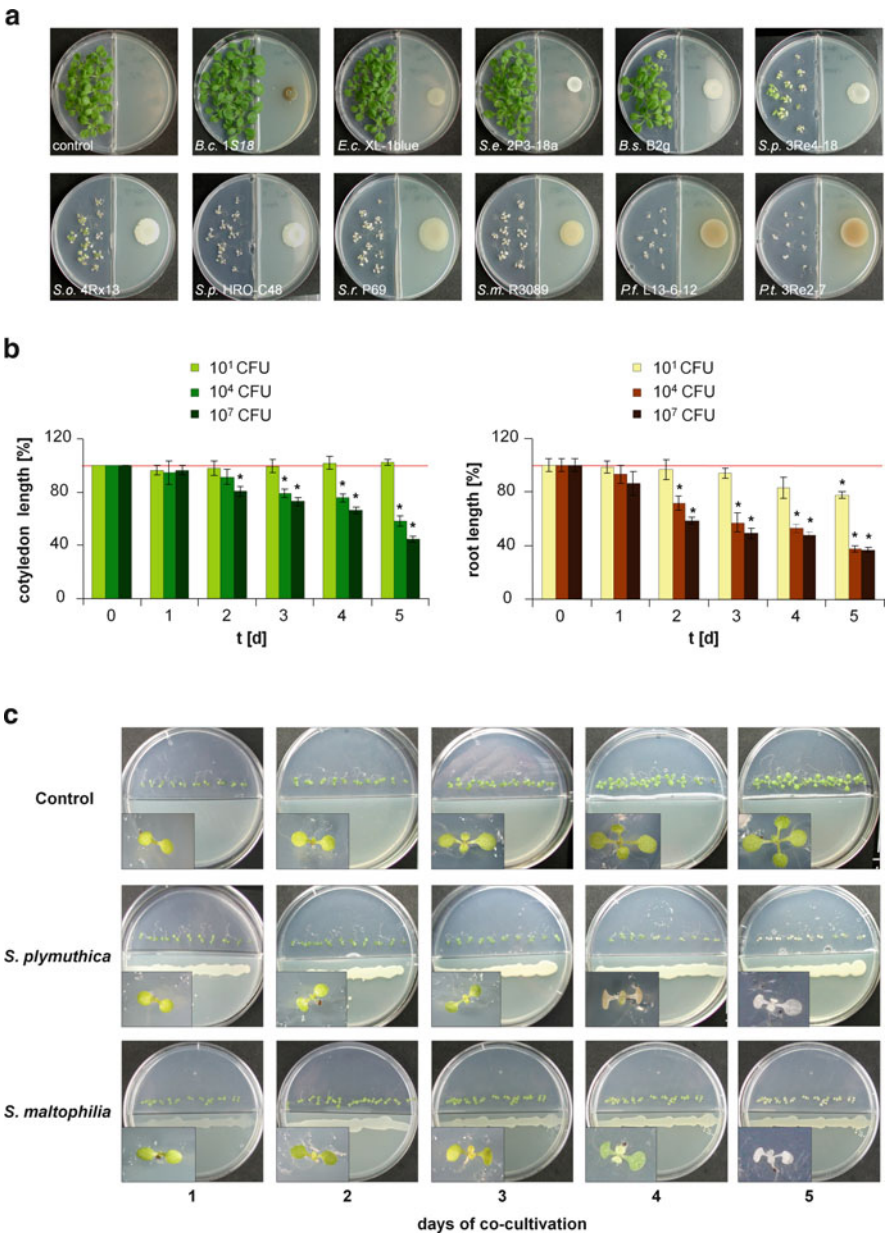 a
control
B.c. 1S18
E.c. XL-1blue
S.e. 2P3-18a
B.s. B2g
S.p. 3Re4-18
S.o. 4Rx13
S.p. HRO-C48
S.r. P69
S.m. R3089
P.f. L13-6-12
P.t. 3Re2-7
b
10¹ CFU
10⁴ CFU
10⁷ CFU
cotyledon length [%]
120
80
40
0
* * * * * * *
0 1 2 3 4 5
t [d]
10¹ CFU
10⁴ CFU
10⁷ CFU
root length [%]
120
80
40
0
* * * * * * * * *
0 1 2 3 4 5
t [d]
c
Control
S. plymuthica
S. maltophilia
1 2 3 4 5
days of co-cultivation